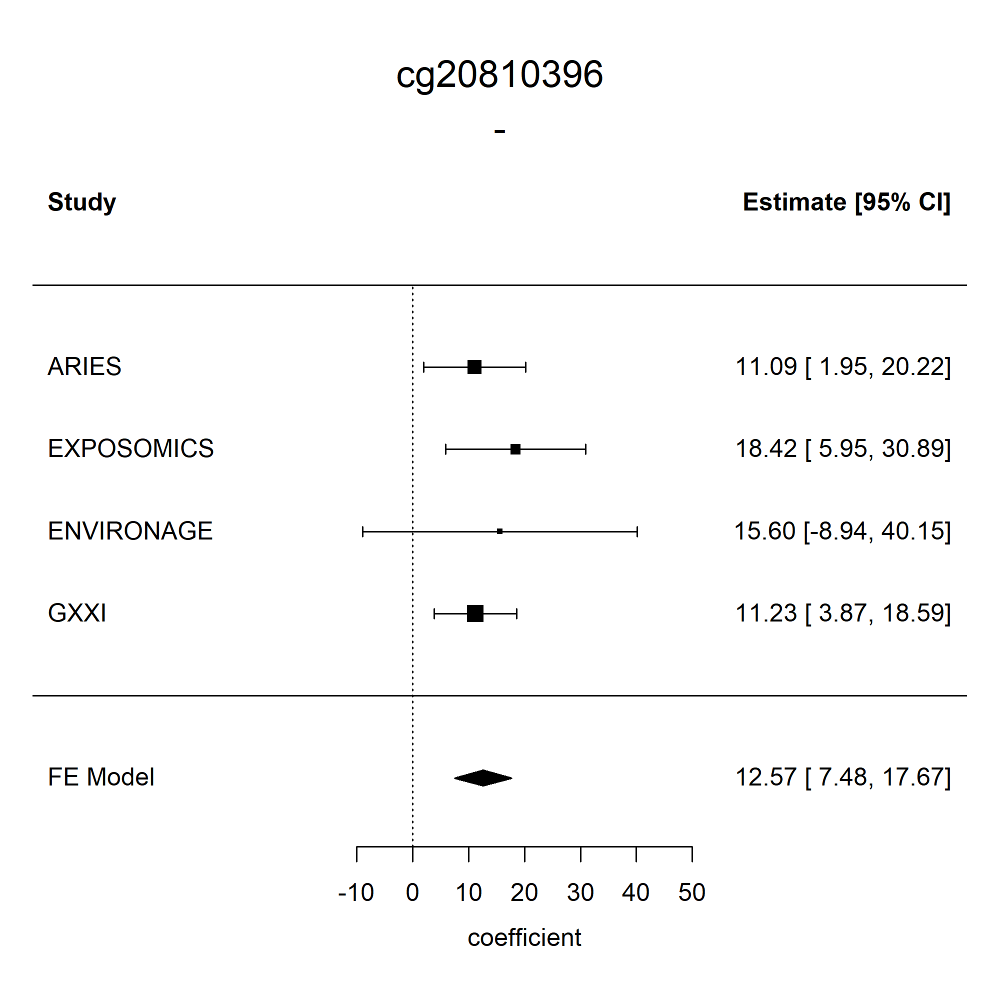 cg20810396
-
Study Estimate [95% CI]
ARIES 11.09 [ 1.95, 20.22]
EXPOSOMICS 18.42 [ 5.95, 30.89]
ENVIRONAGE 15.60 [-8.94, 40.15]
GXXI 11.23 [ 3.87, 18.59]
FE Model 12.57 [ 7.48, 17.67]
-10 0 10 20 30 40 50
coefficient